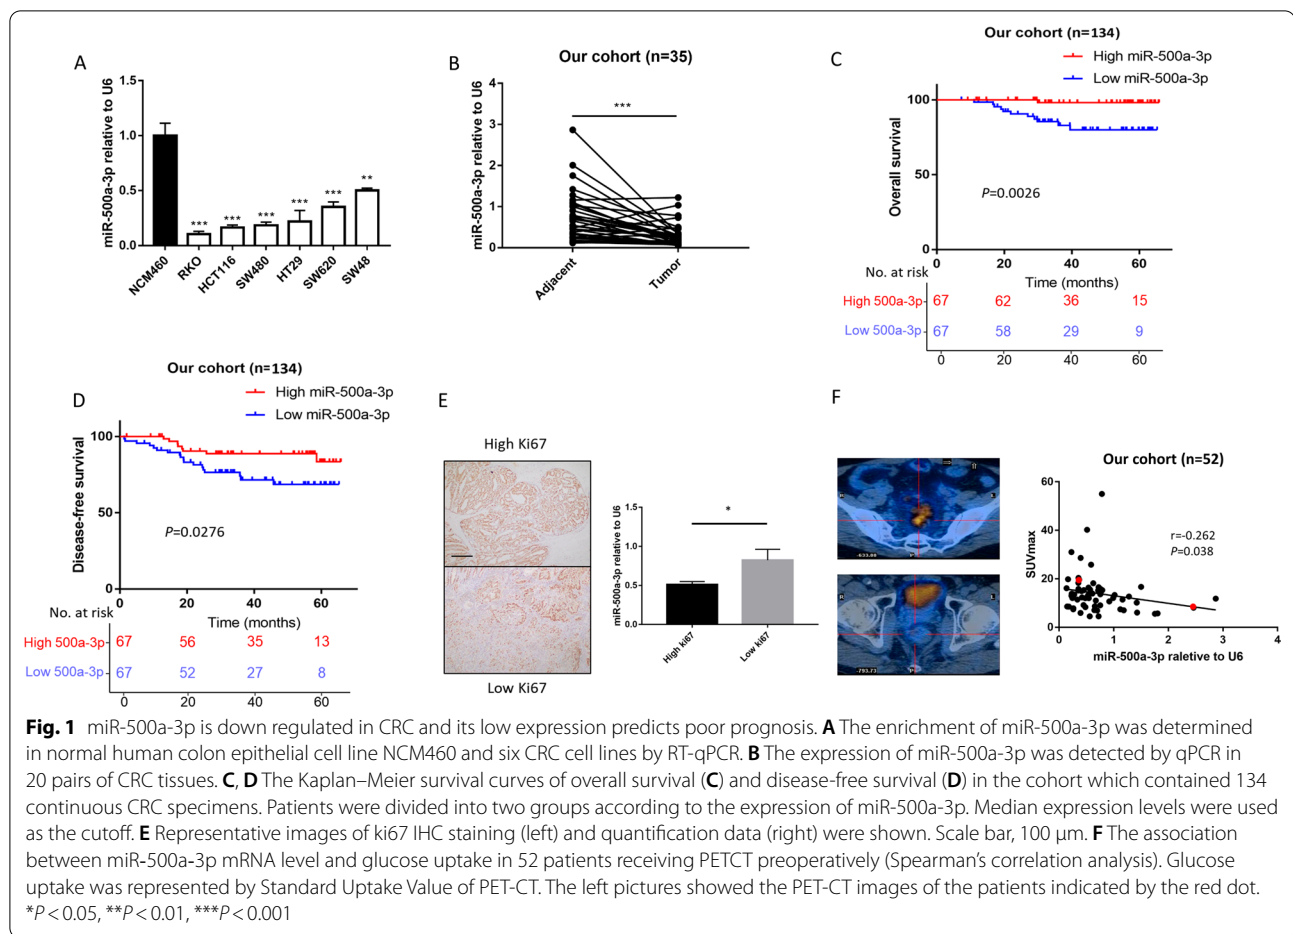 A
miR-500a-3p relative to U6
1.5
1.0
0.5
0.0
***
***
***
***
***
**
NCM460
RKO
HCT116
SW480
HT29
SW620
SW48
B
Our cohort (n=35)
miR-500a-3p relative to U6
4
3
2
1
0
***
Adjacent
Tumor
C
Our cohort (n=134)
High miR-500a-3p
Low miR-500a-3p
Overall survival
100
50
0
P=0.0026
0 20 40 60
No. at risk
Time (months)
High 500a-3p 67 62 36 15
Low 500a-3p 67 58 29 9
0 20 40 60
D
Our cohort (n=134)
High miR-500a-3p
Low miR-500a-3p
Disease-free survival
100
50
0
P=0.0276
0 20 40 60
No. at risk
Time (months)
High 500a-3p 67 56 35 13
Low 500a-3p 67 52 27 8
0 20 40 60
E
High Ki67
Low Ki67
miR-500a-3p relative to U6
1.5
1.0
0.5
0.0
*
High ki67
Low ki67
F
R
-633.88
P
R
-793.73
P
Our cohort (n=52)
SUVmax
60
40
20
0
r=-0.262
P=0.038
0 1 2 3 4
miR-500a-3p raletive to U6
Fig. 1 miR-500a-3p is down regulated in CRC and its low expression predicts poor prognosis. A The enrichment of miR-500a-3p was determined
in normal human colon epithelial cell line NCM460 and six CRC cell lines by RT-qPCR. B The expression of miR-500a-3p was detected by qPCR in
20 pairs of CRC tissues. C, D The Kaplan–Meier survival curves of overall survival (C) and disease-free survival (D) in the cohort which contained 134
continuous CRC specimens. Patients were divided into two groups according to the expression of miR-500a-3p. Median expression levels were used
as the cutoff. E Representative images of ki67 IHC staining (left) and quantification data (right) were shown. Scale bar, 100 μm. F The association
between miR-500a-3p mRNA level and glucose uptake in 52 patients receiving PETCT preoperatively (Spearman's correlation analysis). Glucose
uptake was represented by Standard Uptake Value of PET-CT. The left pictures showed the PET-CT images of the patients indicated by the red dot.
*P < 0.05, **P < 0.01, ***P < 0.001